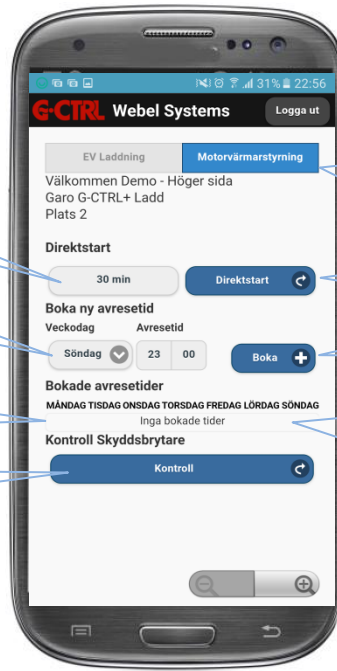 31% 22:56
G-CTRL Webel Systems Logga ut
EV Laddning Motorvärmarstyrning
Välkommen Demo - Höger sida
Garo G-CTRL+ Ladd
Plats 2
Direktstart
30 min Direktstart
Boka ny avresetid
Veckodag Avresetid
Söndag 23 00 Boka
Bokade avresetider
MÅNDAG TISDAG ONSDAG TORSDAG FREDAG LÖRDAG SÖNDAG
Inga bokade tider
Kontroll Skyddsbrytare
Kontroll